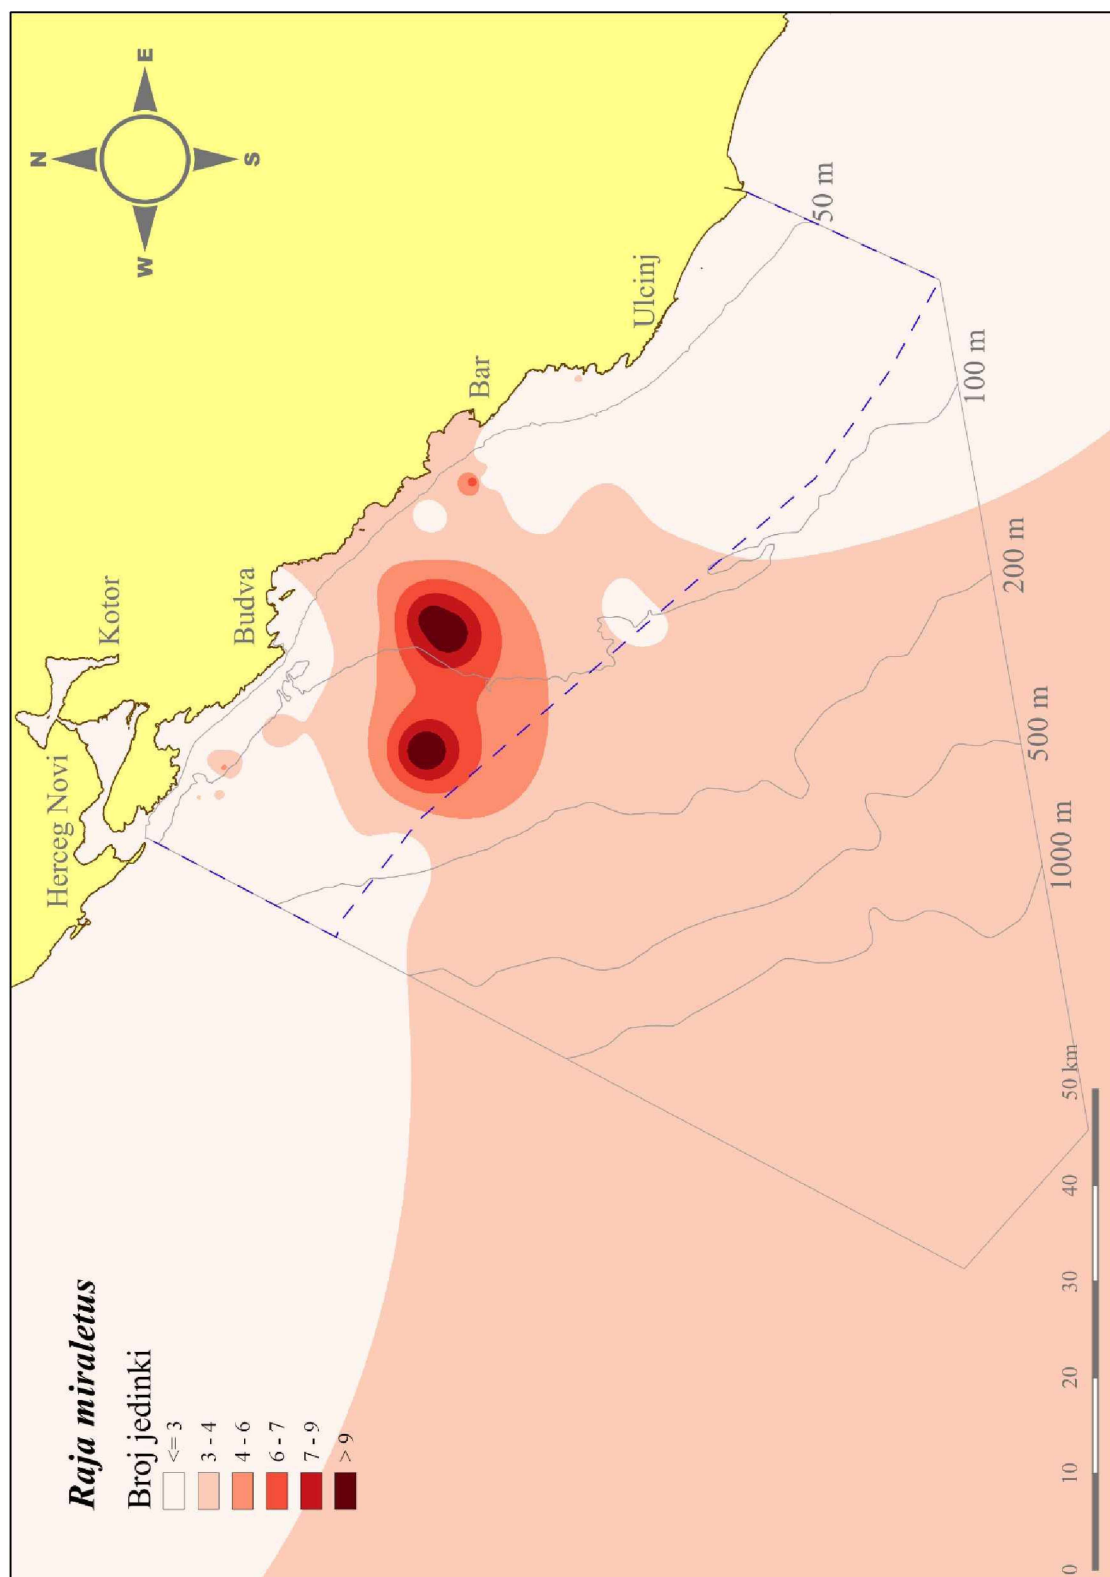 Raja miraletus
Broj jedinki
<= 3
3 - 4
4 - 6
6 - 7
7 - 9
> 9
N
W
E
S
Herceg Novi
Kotor
Budva
Bar
Ulcinj
50 m
100 m
200 m
500 m
1000 m
0 10 20 30 40 50 km